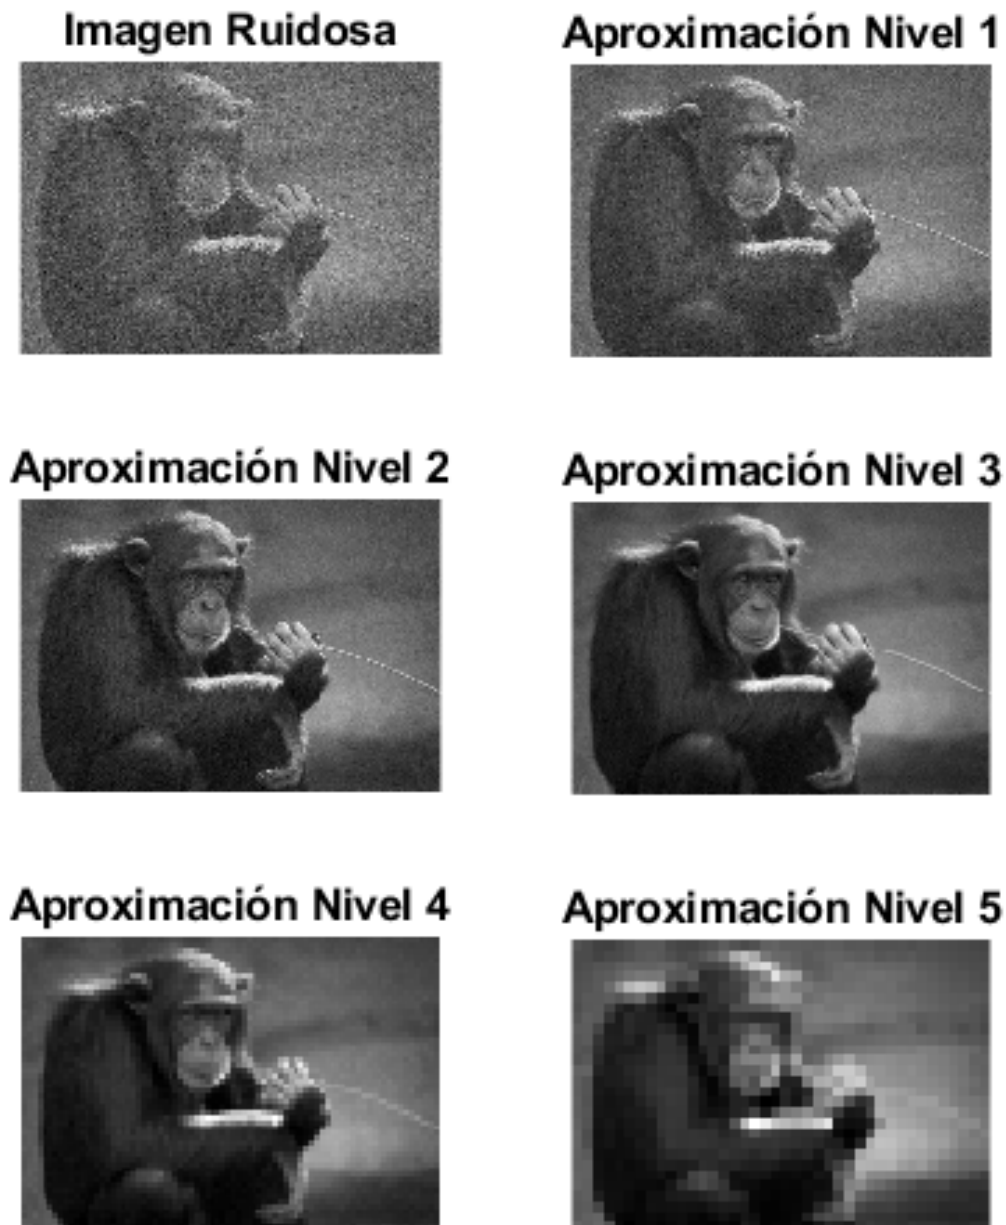 Imagen Ruidosa
Aproximación Nivel 1
Aproximación Nivel 2
Aproximación Nivel 3
Aproximación Nivel 4
Aproximación Nivel 5